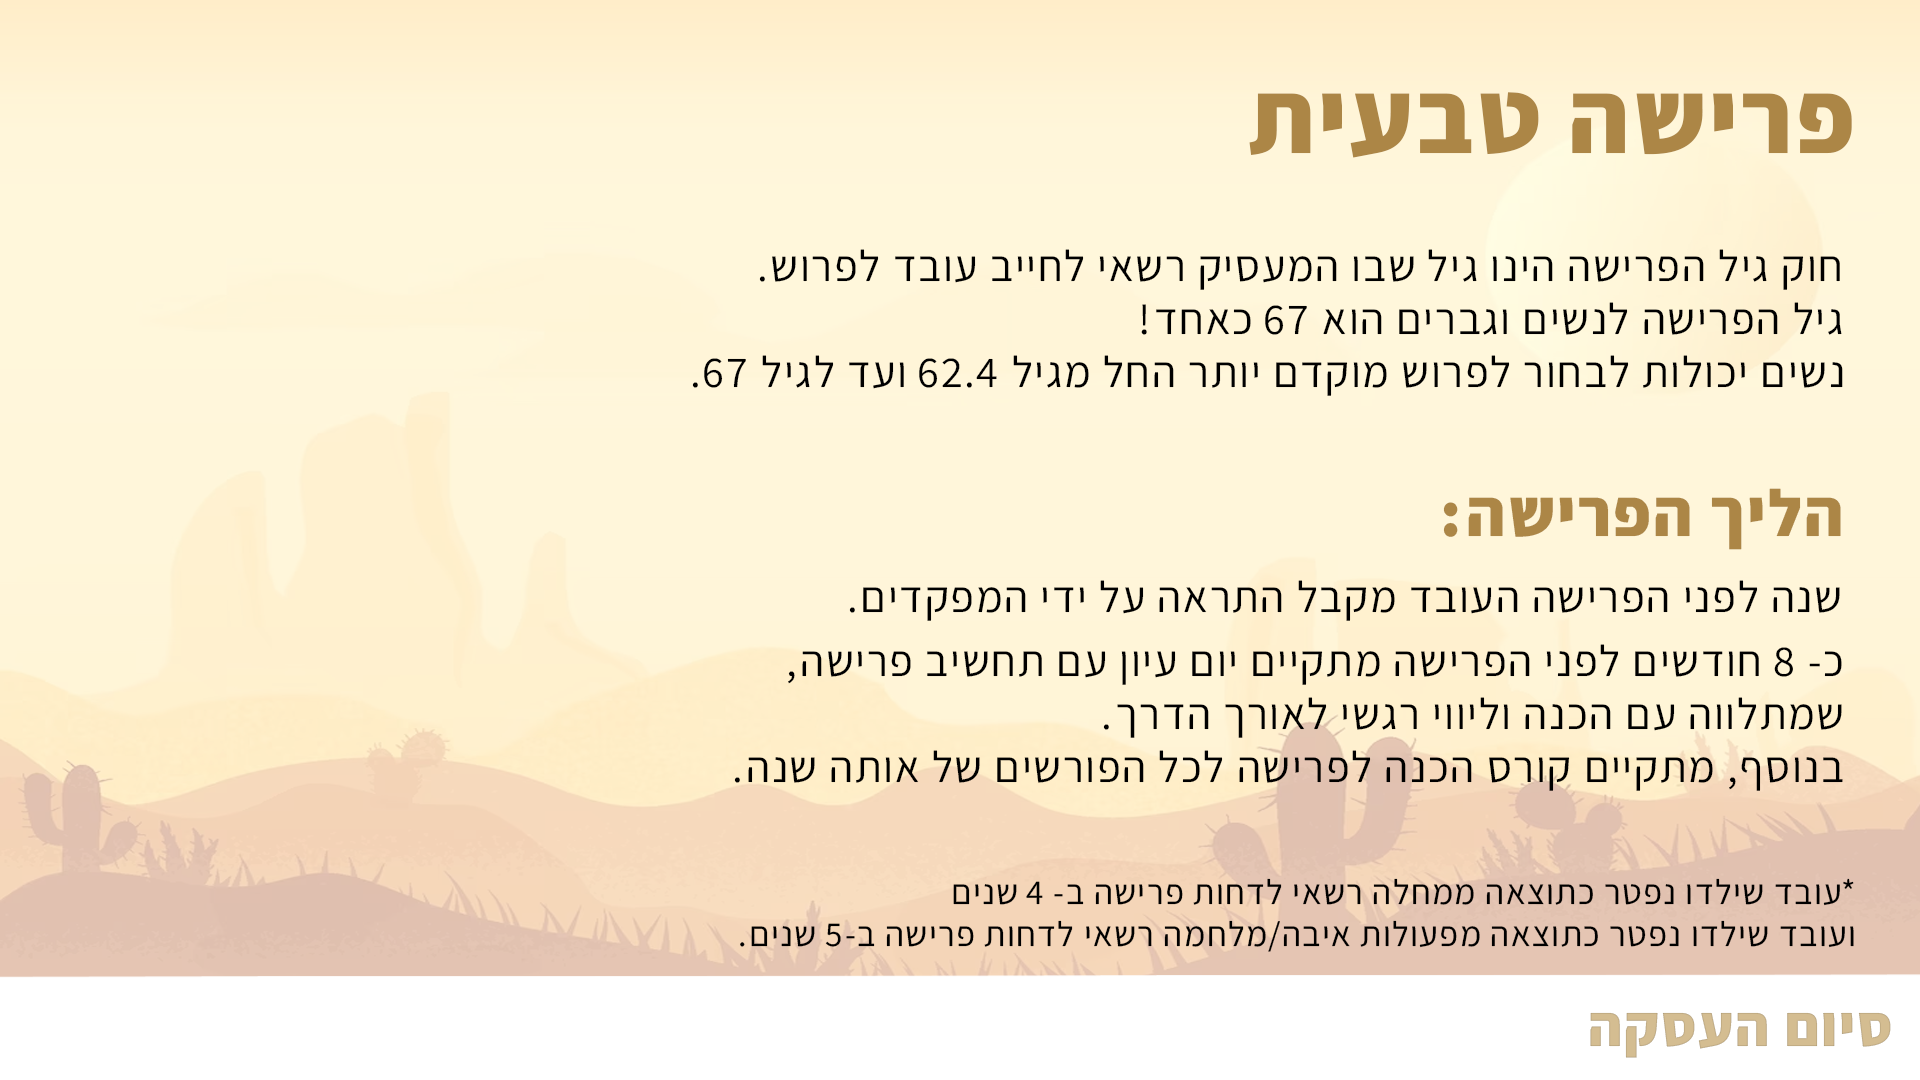 פרישה טבעית
חוק גיל הפרישה הינו גיל שבו המעסיק רשאי לחייב עובד לפרוש.
גיל הפרישה לנשים וגברים הוא 67 כאחד!
נשים יכולות לבחור לפרוש מוקדם יותר החל מגיל 62.4 ועד לגיל 67.
הליך הפרישה:
שנה לפני הפרישה העובד מקבל התראה על ידי המפקדים.
כ- 8 חודשים לפני הפרישה מתקיים יום עיון עם תחשיב פרישה,
שמתלווה עם הכנה וליווי רגשי לאורך הדרך.
בנוסף, מתקיים קורס הכנה לפרישה לכל הפורשים של אותה שנה.
*עובד שילדו נפטר כתוצאה ממחלה רשאי לדחות פרישה ב- 4 שנים
ועובד שילדו נפטר כתוצאה מפעולות איבה/מלחמה רשאי לדחות פרישה ב-5 שנים.
סיום העסקה